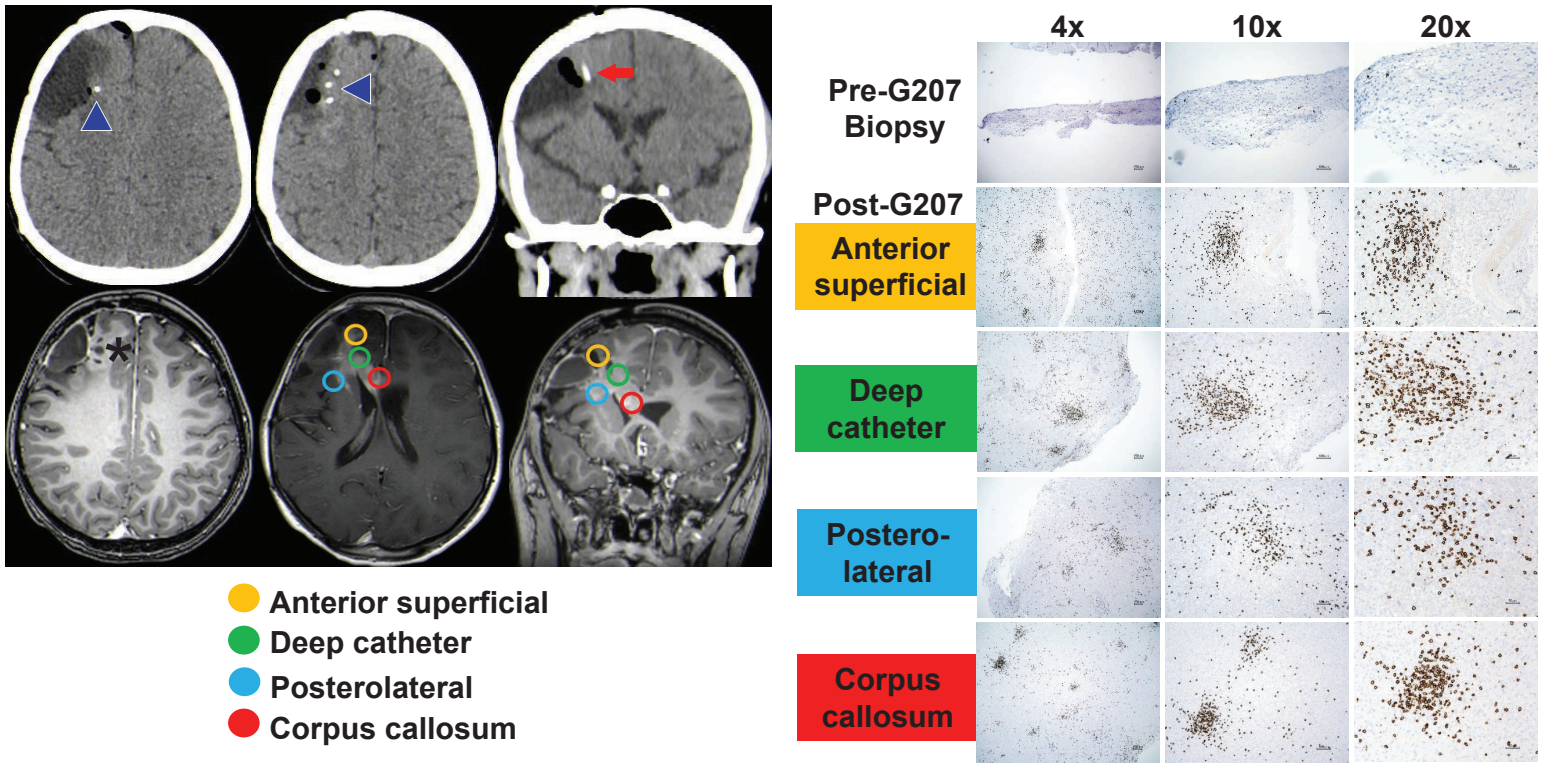 4x
10x
20x
Pre-G207
Biopsy
Post-G207
Anterior
superficial
Deep
catheter
Postero-
lateral
Corpus
callosum
*
Anterior superficial
Deep catheter
Posterolateral
Corpus callosum